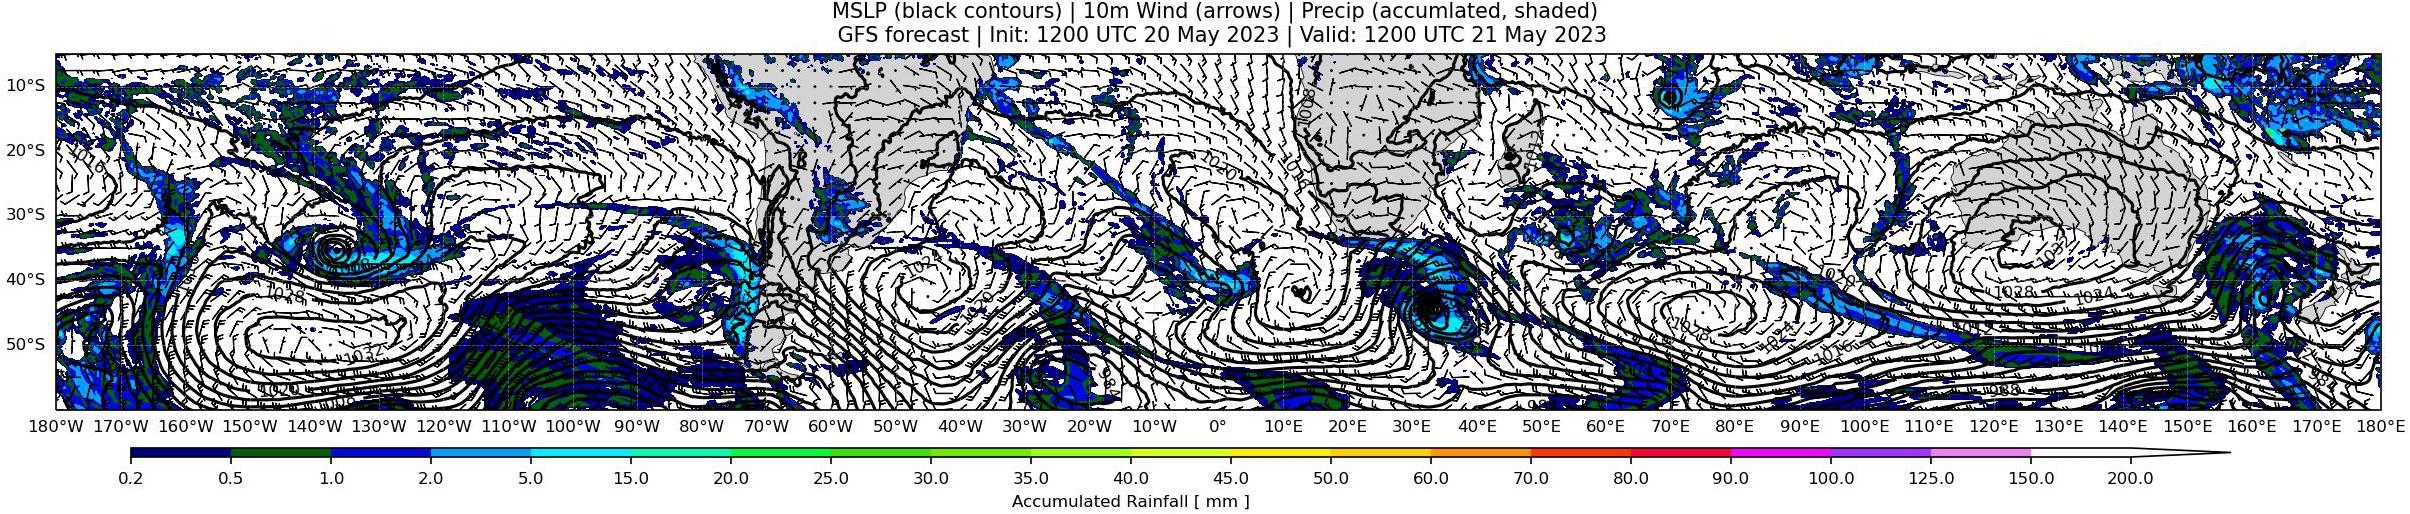 MSLP (black contours) | 10m Wind (arrows) | Precip (accumlated, shaded)
GFS forecast | Init: 1200 UTC 20 May 2023 | Valid: 1200 UTC 21 May 2023
10°S
20°S
30°S
40°S
50°S
1016
1028
1032
1020
1024
1020
1008
1016
1020
1012
1028
1024
1016
1032
1028
1024
988
984
180°W 170°W 160°W 150°W 140°W 130°W 120°W 110°W 100°W 90°W 80°W 70°W 60°W 50°W 40°W 30°W 20°W 10°W 0° 10°E 20°E 30°E 40°E 50°E 60°E 70°E 80°E 90°E 100°E 110°E 120°E 130°E 140°E 150°E 160°E 170°E 180°E
0.2 0.5 1.0 2.0 5.0 15.0 20.0 25.0 30.0 35.0 40.0 45.0 50.0 60.0 70.0 80.0 90.0 100.0 125.0 150.0 200.0
Accumulated Rainfall [ mm ]